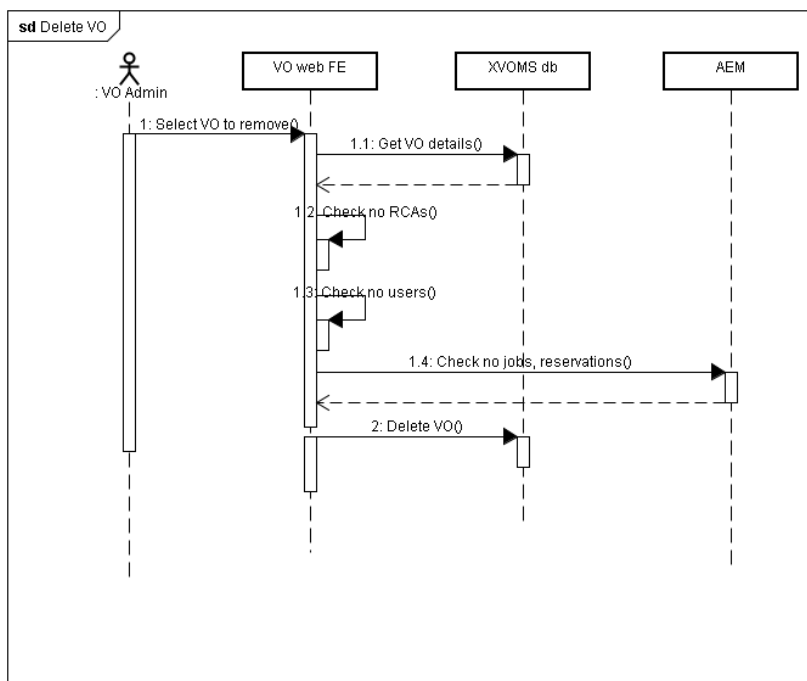 sd Delete VO
: VO Admin
VO web FE
XVOMS db
AEM
1: Select VO to remove()
1.1: Get VO details()
1.2: Check no RCAs()
1.3: Check no users()
1.4: Check no jobs, reservations()
2: Delete VO()